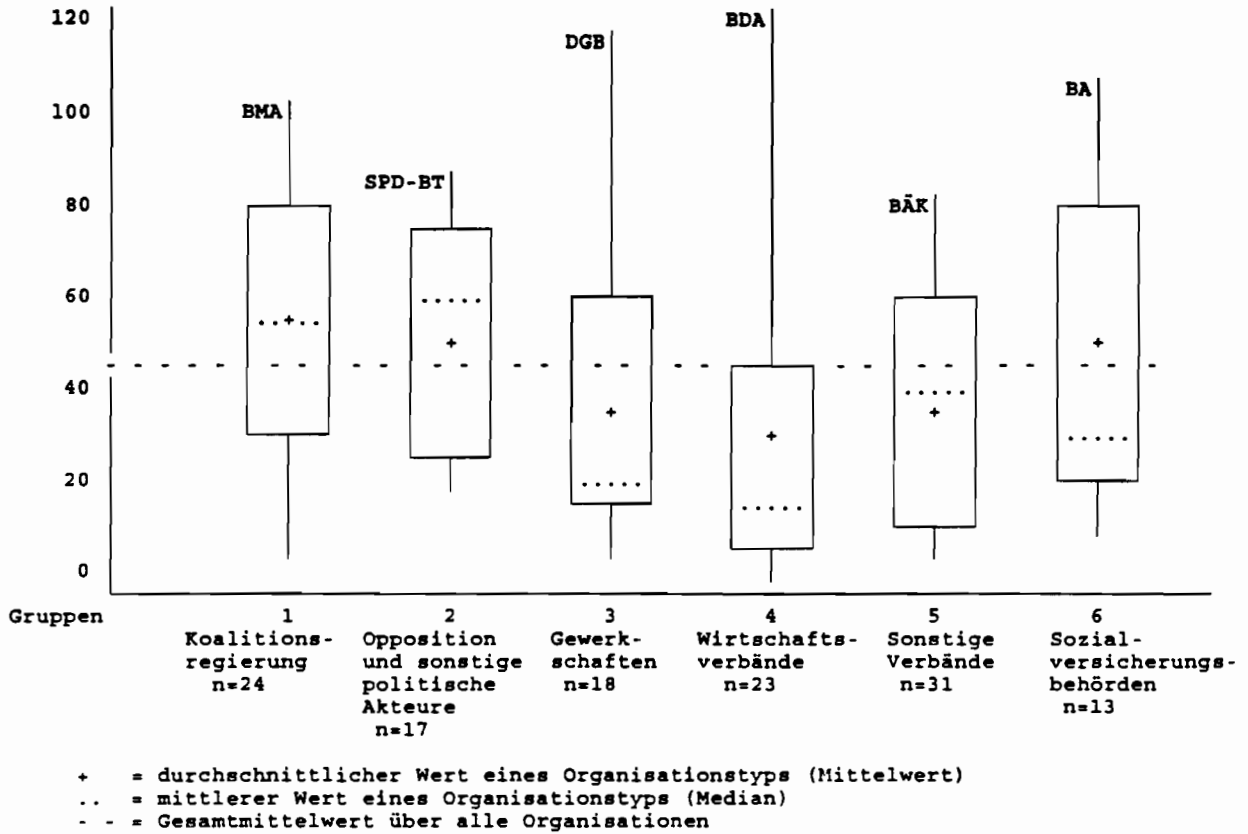 120
BDA
DGB
BA
100
BMA
SPD-BT
80
BÄK
60
40
20
0
Gruppen 1 2 3 4 5 6
Koalitions- Opposition Gewerk- Wirtschafts- Sonstige Sozial-
regierung und sonstige schaften verbände Verbände versicherungs-
n=24 politische n=18 n=23 n=31 behörden
Akteure n=13
n=17
+ = durchschnittlicher Wert eines Organisationstyps (Mittelwert)
.. = mittlerer Wert eines Organisationstyps (Median)
- - = Gesamtmittelwert über alle Organisationen